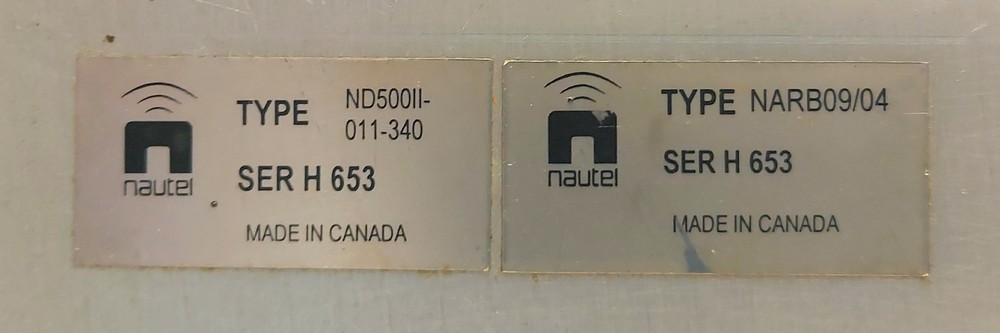 nautel
TYPE ND500II-
011-340
SER H 653
MADE IN CANADA
nautel
TYPE NARB09/04
SER H 653
MADE IN CANADA